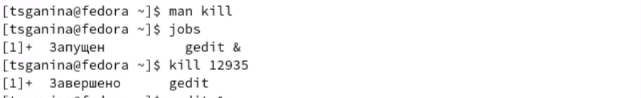 [tsganina@fedora ~]$ man kill
[tsganina@fedora ~]$ jobs
[1]+  Запущен          gedit &
[tsganina@fedora ~]$ kill 12935
[1]+  Завершено      gedit